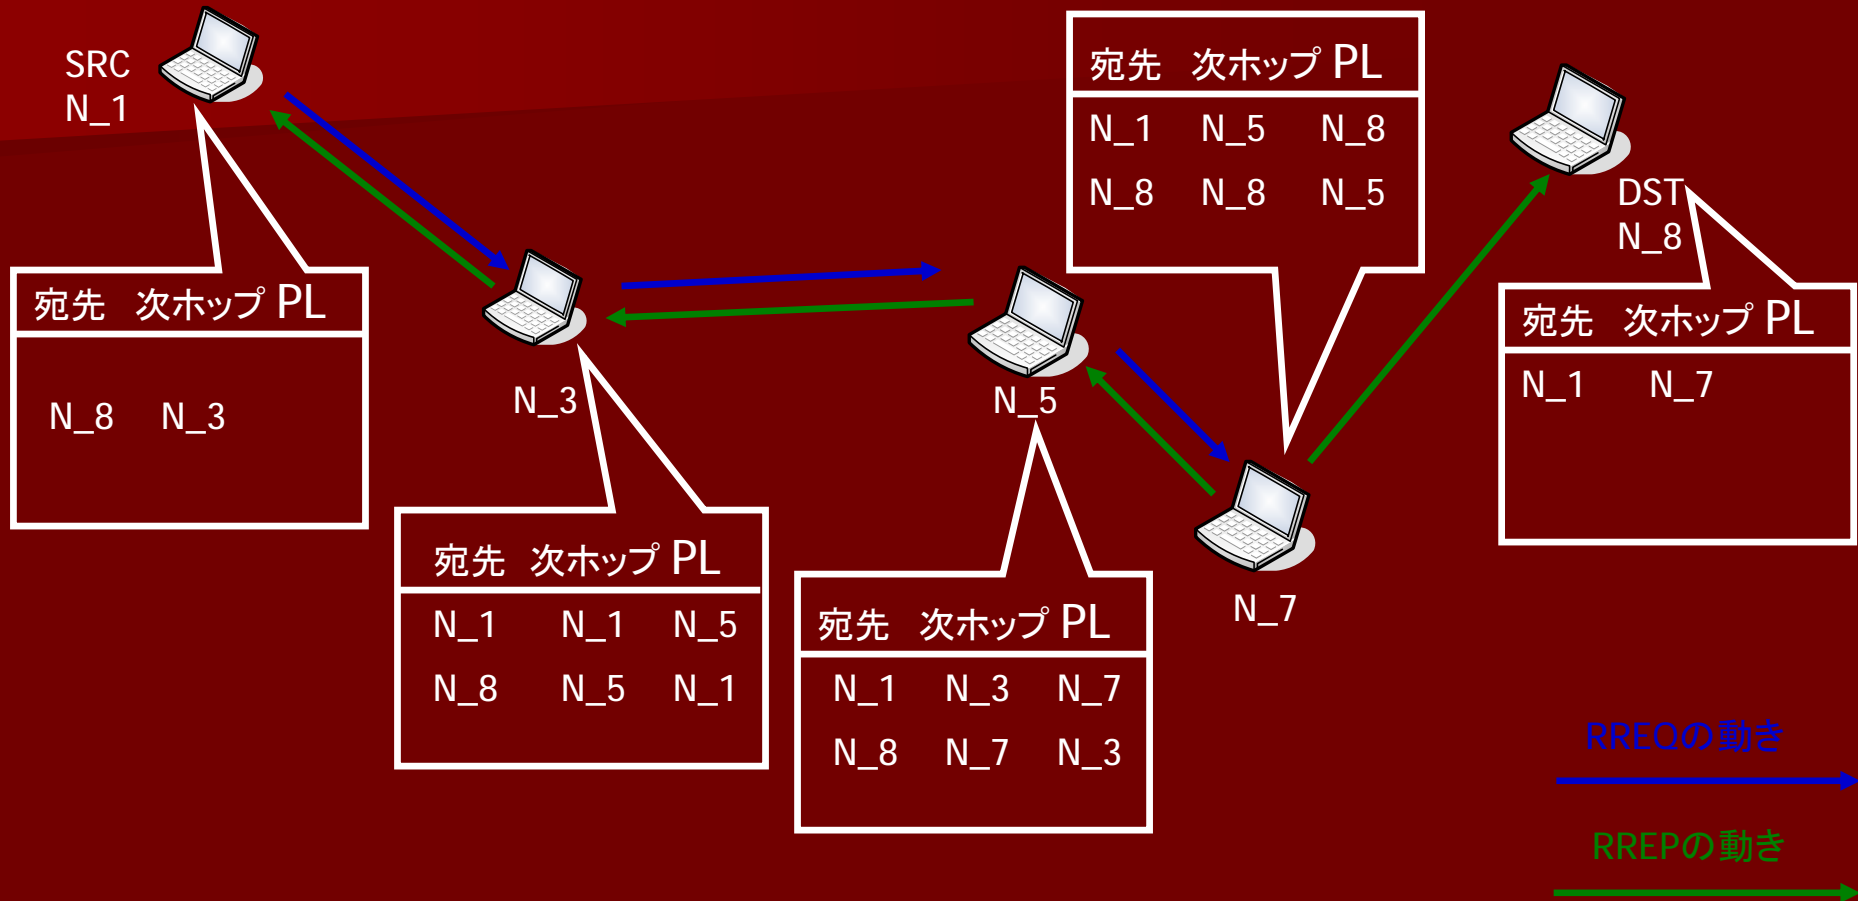 SRC
N_1
宛先 次ホップ PL
N_8 N_3
N_3
宛先 次ホップ PL
N_1 N_1 N_5
N_8 N_5 N_1
N_5
宛先 次ホップ PL
N_1 N_3 N_7
N_8 N_7 N_3
宛先 次ホップ PL
N_1 N_5 N_8
N_8 N_8 N_5
N_7
DST
N_8
宛先 次ホップ PL
N_1 N_7
RREQの動き
RREPの動き